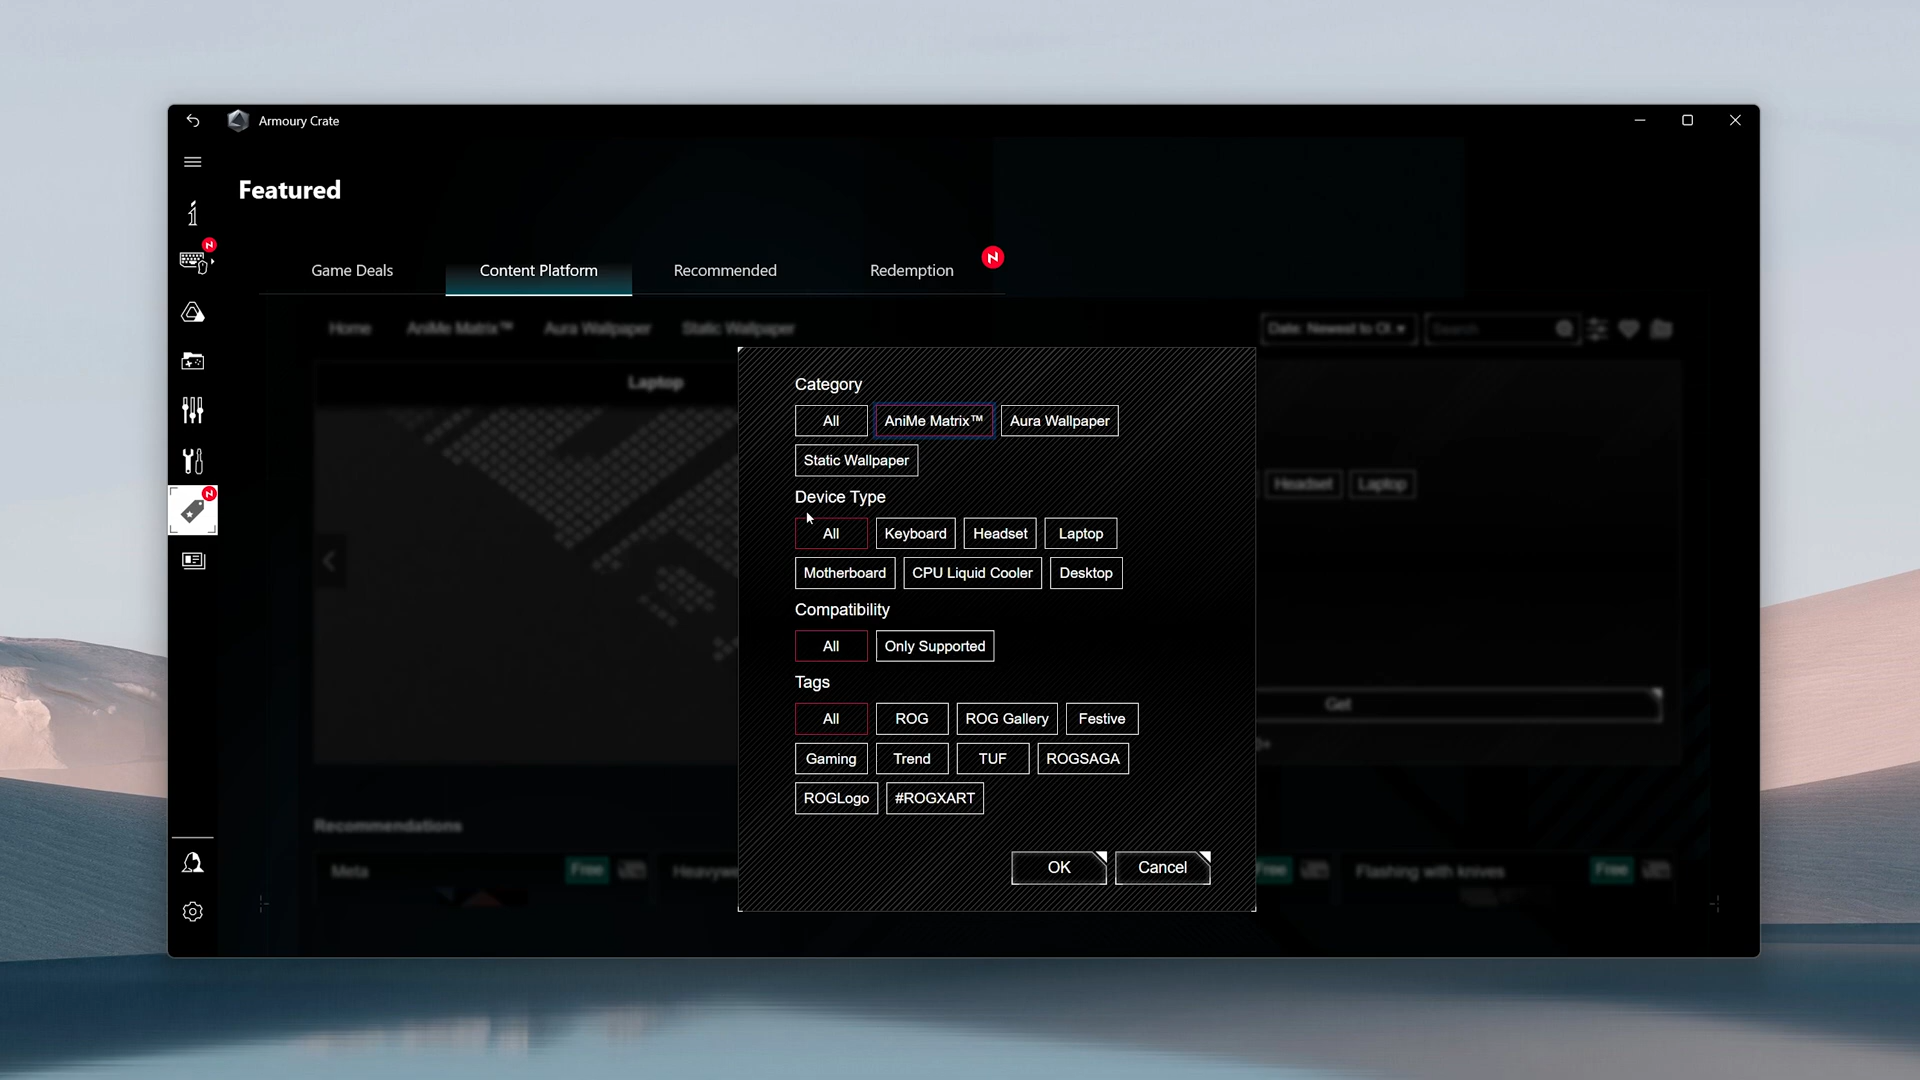 Armoury Crate
Featured
Game Deals
Content Platform
Recommended
Redemption
Home
AniMe Matrix™
Aura Wallpaper
Static Wallpaper
Date: Newest to Ol.
Search
Laptop
Headset
Laptop
Get
Category
All
AniMe Matrix™
Aura Wallpaper
Static Wallpaper
Device Type
All
Keyboard
Headset
Laptop
Motherboard
CPU Liquid Cooler
Desktop
Compatibility
All
Only Supported
Tags
All
ROG
ROG Gallery
Festive
Gaming
Trend
TUF
ROGSAGA
ROGLogo
#ROGXART
OK
Cancel
Recommendations
Meta
Free
Heavywe
Free
Flashing with knives
Free